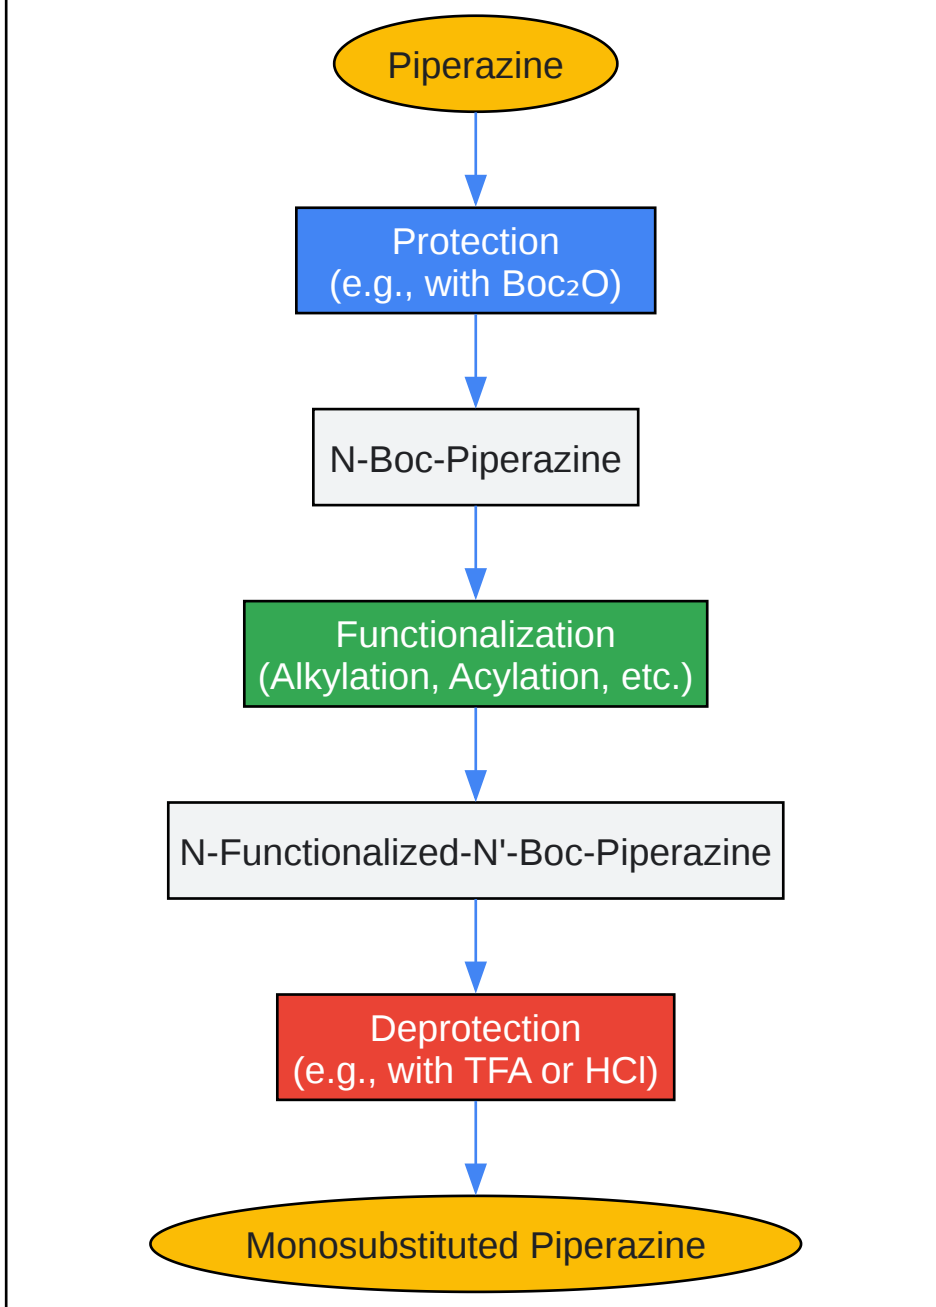 Piperazine
Protection
(e.g., with Boc₂O)
N-Boc-Piperazine
Functionalization
(Alkylation, Acylation, etc.)
N-Functionalized-N'-Boc-Piperazine
Deprotection
(e.g., with TFA or HCl)
Monosubstituted Piperazine